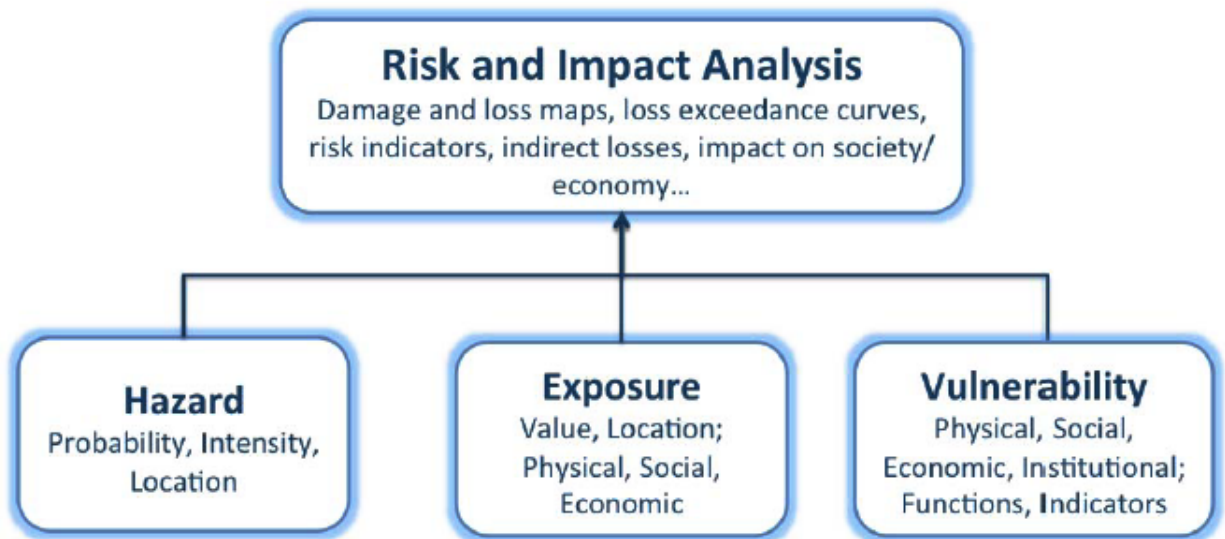 Risk and Impact Analysis
Damage and loss maps, loss exceedance curves,
risk indicators, indirect losses, impact on society/
economy...
Hazard
Probability, Intensity,
Location
Exposure
Value, Location;
Physical, Social,
Economic
Vulnerability
Physical, Social,
Economic, Institutional;
Functions, Indicators